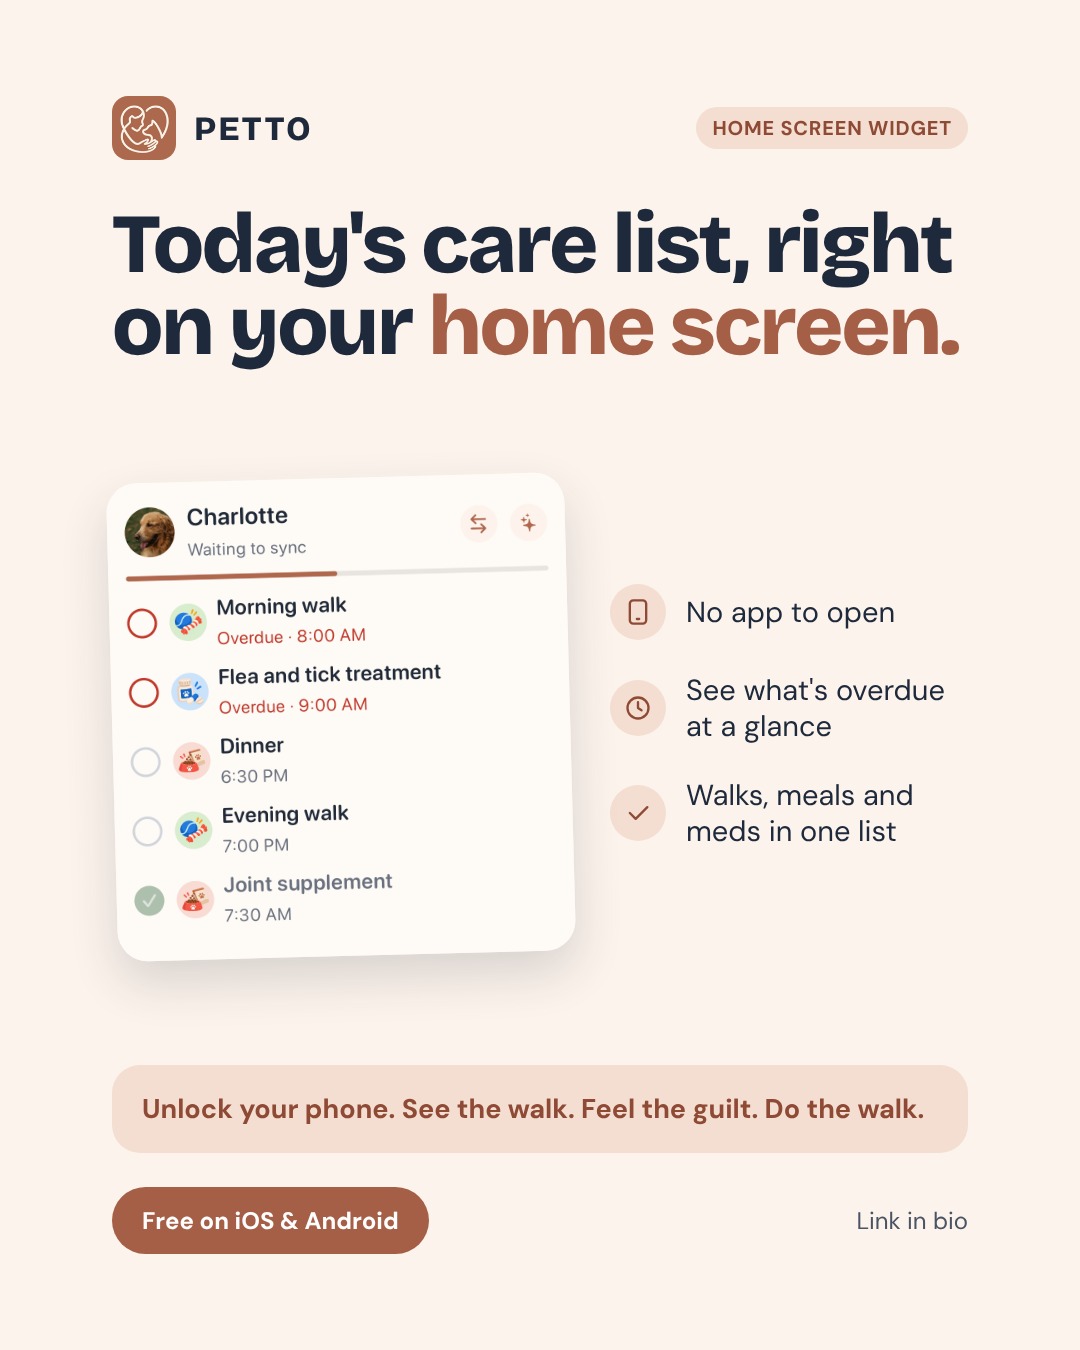 PETTO
HOME SCREEN WIDGET
Today's care list, right
on your home screen.
Charlotte
Waiting to sync
Morning walk
Overdue · 8:00 AM
Flea and tick treatment
Overdue · 9:00 AM
Dinner
6:30 PM
Evening walk
7:00 PM
Joint supplement
7:30 AM
No app to open
See what's overdue
at a glance
Walks, meals and
meds in one list
Unlock your phone. See the walk. Feel the guilt. Do the walk.
Free on iOS & Android
Link in bio